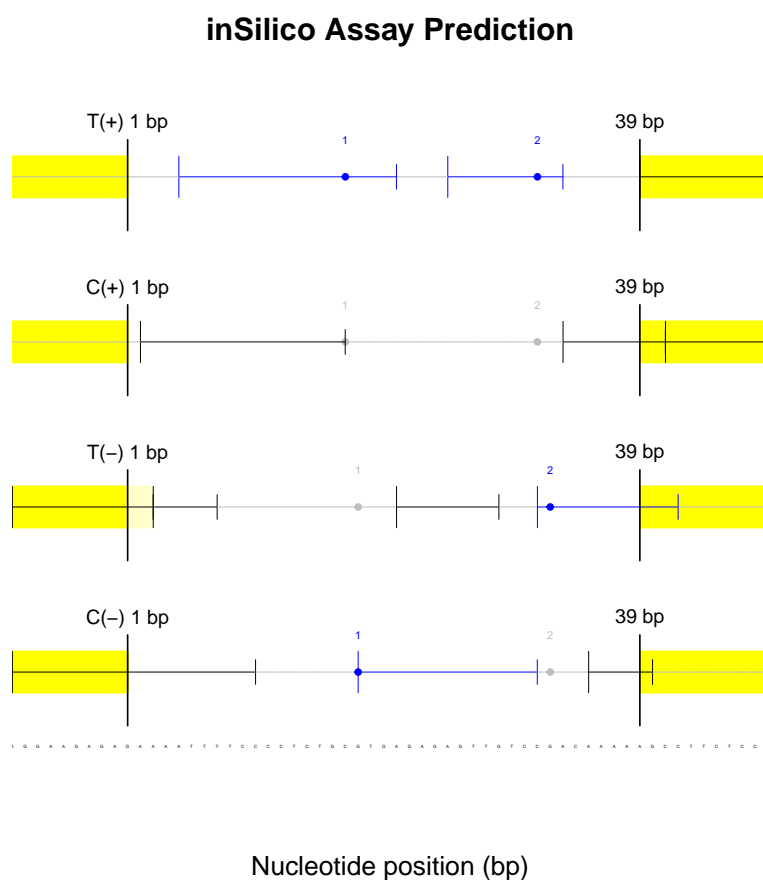 inSilico Assay Prediction
T(+) 1 bp 39 bp
1 2
C(+) 1 bp 39 bp
1 2
T(−) 1 bp 39 bp
1 2
C(−) 1 bp 39 bp
1 2
G G A A G A G A G A A A A T T T T C C C C T C T G C G T G A G A G A G T T G T C C G A C A A A A A G C C T T C T C C
Nucleotide position (bp)